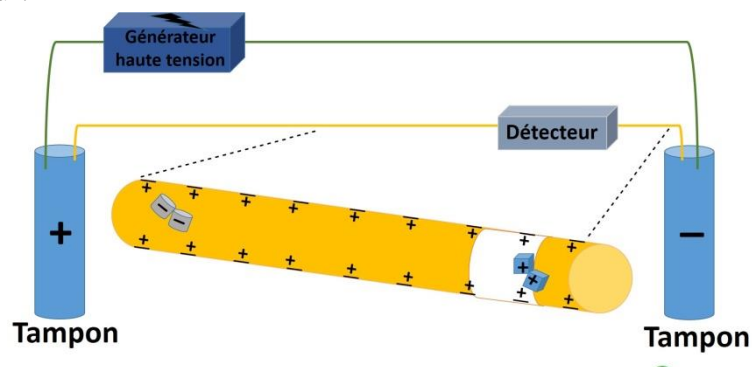 Générateur
haute tension
Détecteur
+
−
Tampon
Tampon